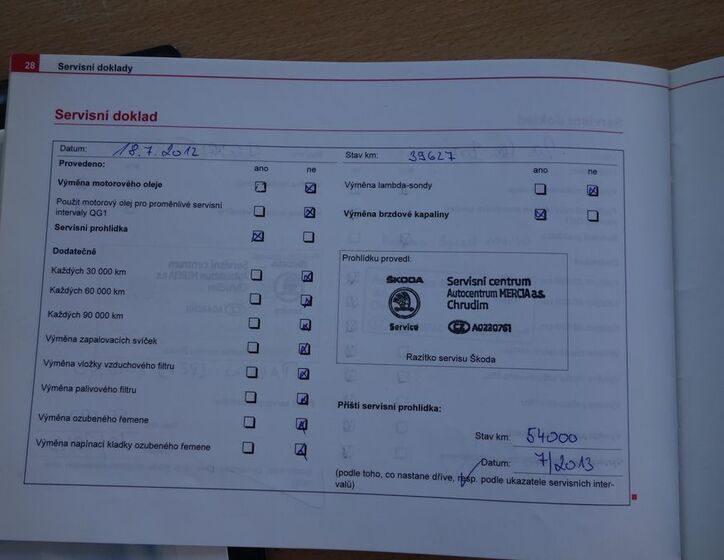 28 Servisní doklady
Servisní doklad
Datum: 18.7.2012 Stav km: 39627
Provedeno: ano ne ano ne
Výměna motorového oleje
Výměna lambda-sondy
Použít motorový olej pro proměnlivé servisní
intervaly QG1
Výměna brzdové kapaliny
Servisní prohlídka
Dodatečně
Každých 30 000 km
Každých 60 000 km
Každých 90 000 km
Výměna zapalovacích svíček
Výměna vložky vzduchového filtru
Výměna palivového filtru
Výměna ozubeného řemene
Výměna napínací kladky ozubeného řemene
Prohlídku provedl:
ŠKODA
Service
Servisní centrum
Autocentrum MERCIA a.s.
Chrudim
CZ A0220761
Razítko servisu Škoda
Příští servisní prohlídka:
Stav km: 54000
Datum: 7/2013
(podle toho, co nastane dříve, resp. podle ukazatele servisních inter-
valů)